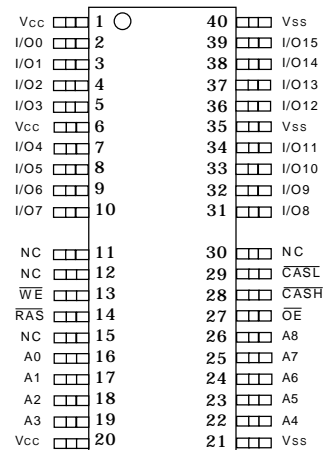 Vcc 1 40 Vss
I/O0 2 39 I/O15
I/O1 3 38 I/O14
I/O2 4 37 I/O13
I/O3 5 36 I/O12
Vcc 6 35 Vss
I/O4 7 34 I/O11
I/O5 8 33 I/O10
I/O6 9 32 I/O9
I/O7 10 31 I/O8
NC 11 30 NC
NC 12 29 CASL
WE 13 28 CASH
RAS 14 27 OE
NC 15 26 A8
A0 16 25 A7
A1 17 24 A6
A2 18 23 A5
A3 19 22 A4
Vcc 20 21 Vss